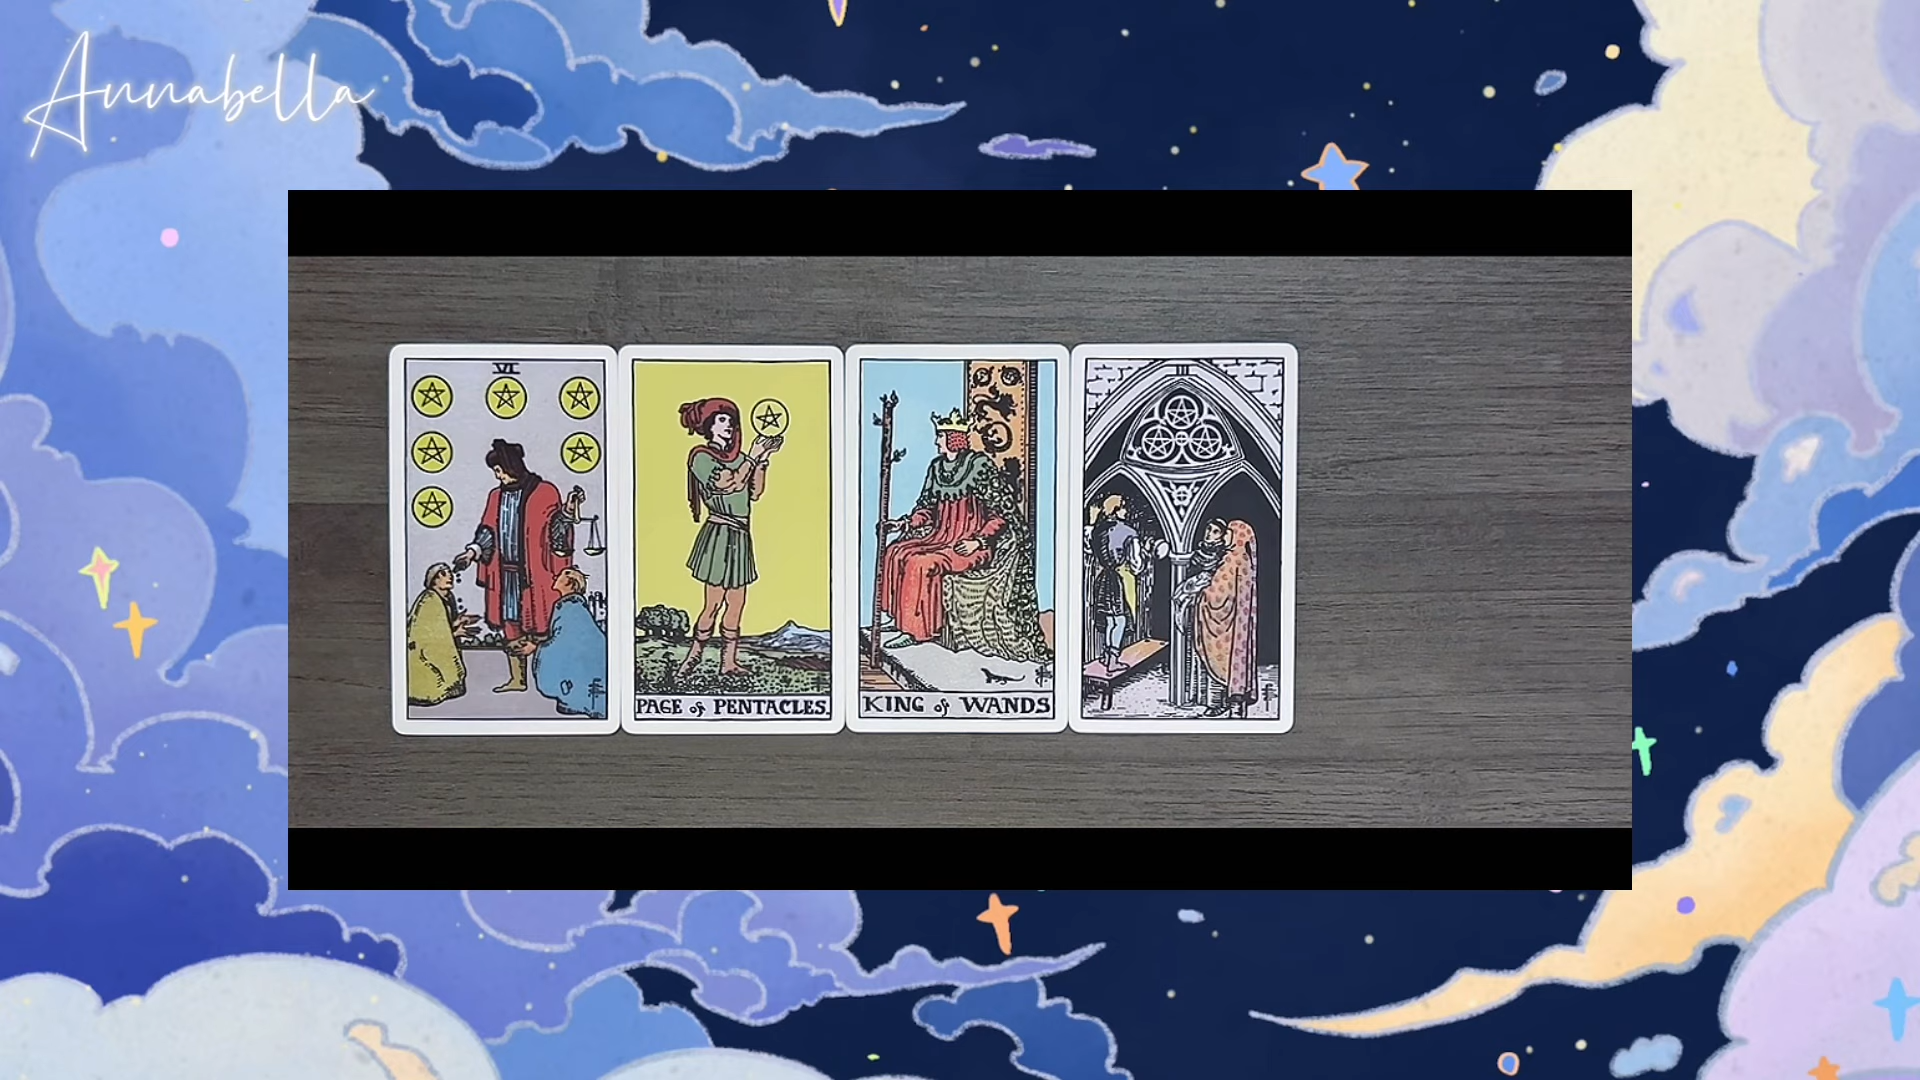 Annabella
VI
III
PAGE of PENTACLES.
KING of WANDS